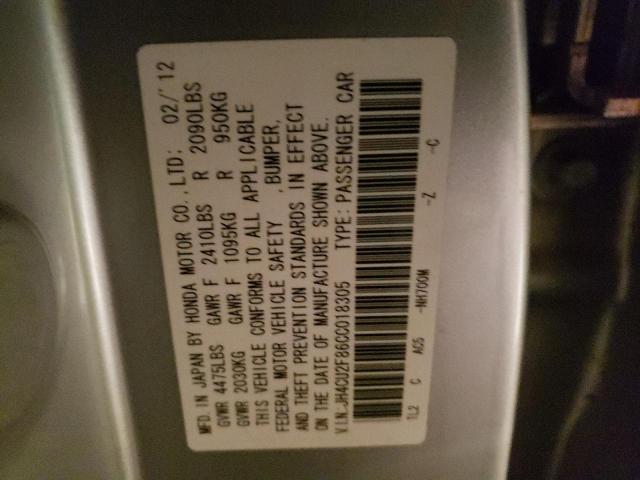 MFD. IN JAPAN BY HONDA MOTOR CO., LTD: 02/'12
GVWR 4475LBS GAWR F 2410LBS R 2090LBS
GVWR 2030KG GAWR F 1095KG R 950KG
THIS VEHICLE CONFORMS TO ALL APPLICABLE
FEDERAL MOTOR VEHICLE SAFETY , BUMPER,
AND THEFT PREVENTION STANDARDS IN EFFECT
ON THE DATE OF MANUFACTURE SHOWN ABOVE.
V.I.N:JH4CU2F86CC018305 TYPE: PASSENGER CAR
TL2 C AC5 -NH700M -Z -C